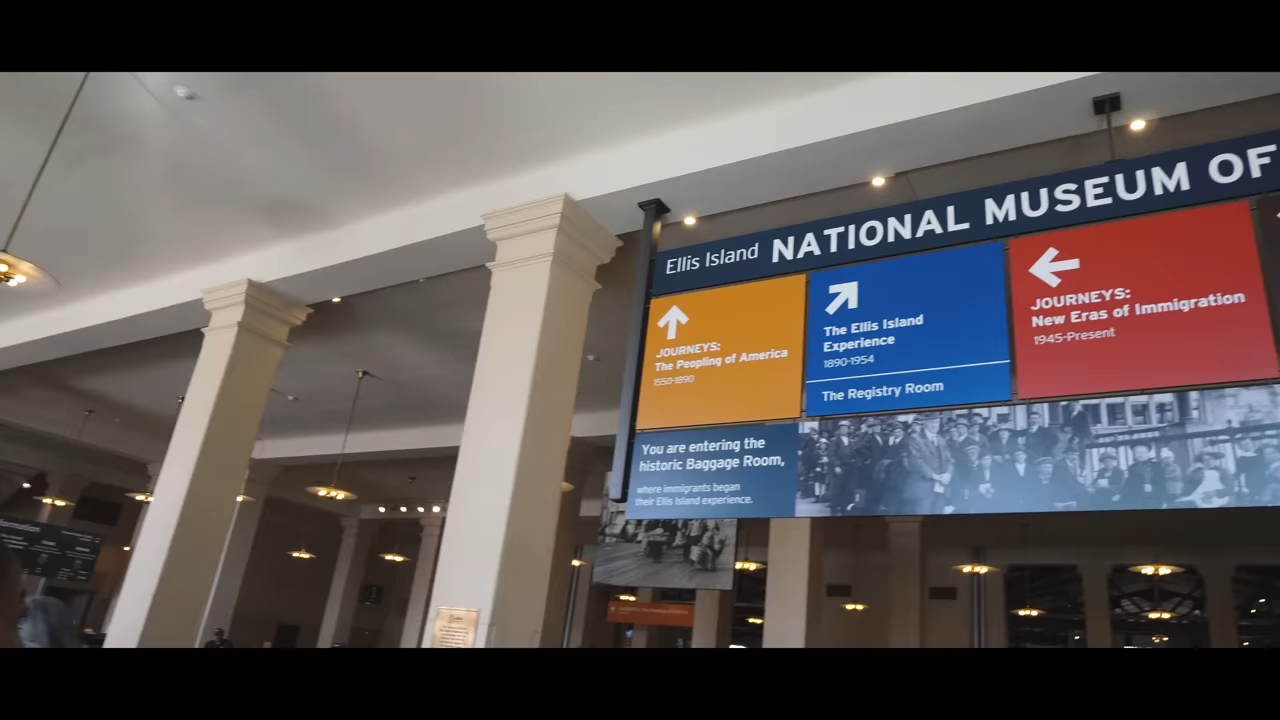 Ellis Island NATIONAL MUSEUM OF
JOURNEYS:
The Peopling of America
1550-1890
The Ellis Island
Experience
1890-1954
The Registry Room
JOURNEYS:
New Eras of Immigration
1945-Present
You are entering the
historic Baggage Room,
where immigrants began
their Ellis Island experience.